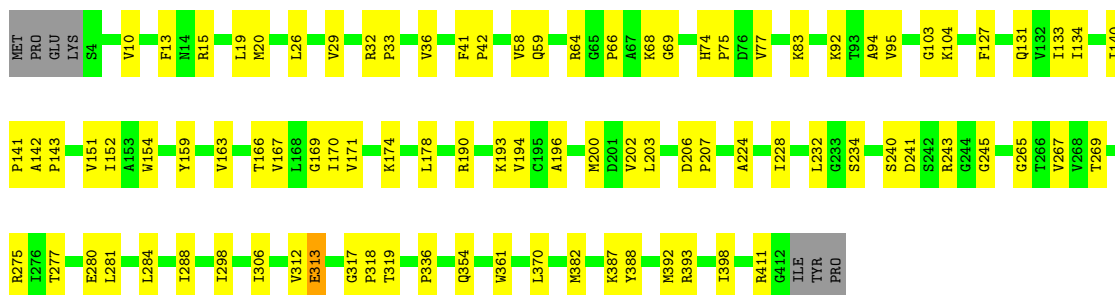 MET PRO GLU LYS S4 V10 F13 N14 R15 L19 M20 L26 V29 R32 P33 V36 F41 P42 V58 Q59 R64 G65 P66 A67 K68 G69 H74 P75 D76 V77 K83 K92 T93 A94 V95 G103 K104 F127 Q131 V132 I133 I134 I140
P141 A142 P143 V151 I152 A153 W154 Y159 V163 T166 V167 L168 G169 I170 V171 K174 L178 R190 K193 V194 C195 A196 M200 D201 V202 L203 D206 P207 A224 I228 L232 G233 S234 S240 D241 S242 R243 G244 G245 G265 T266 V267 V268 T269
R275 I276 T277 E280 L281 L284 I288 I298 I306 V312 E313 G317 P318 T319 P336 Q354 W361 L370 M382 K387 Y388 M392 R393 I398 R411 G412 ILE TYR PRO